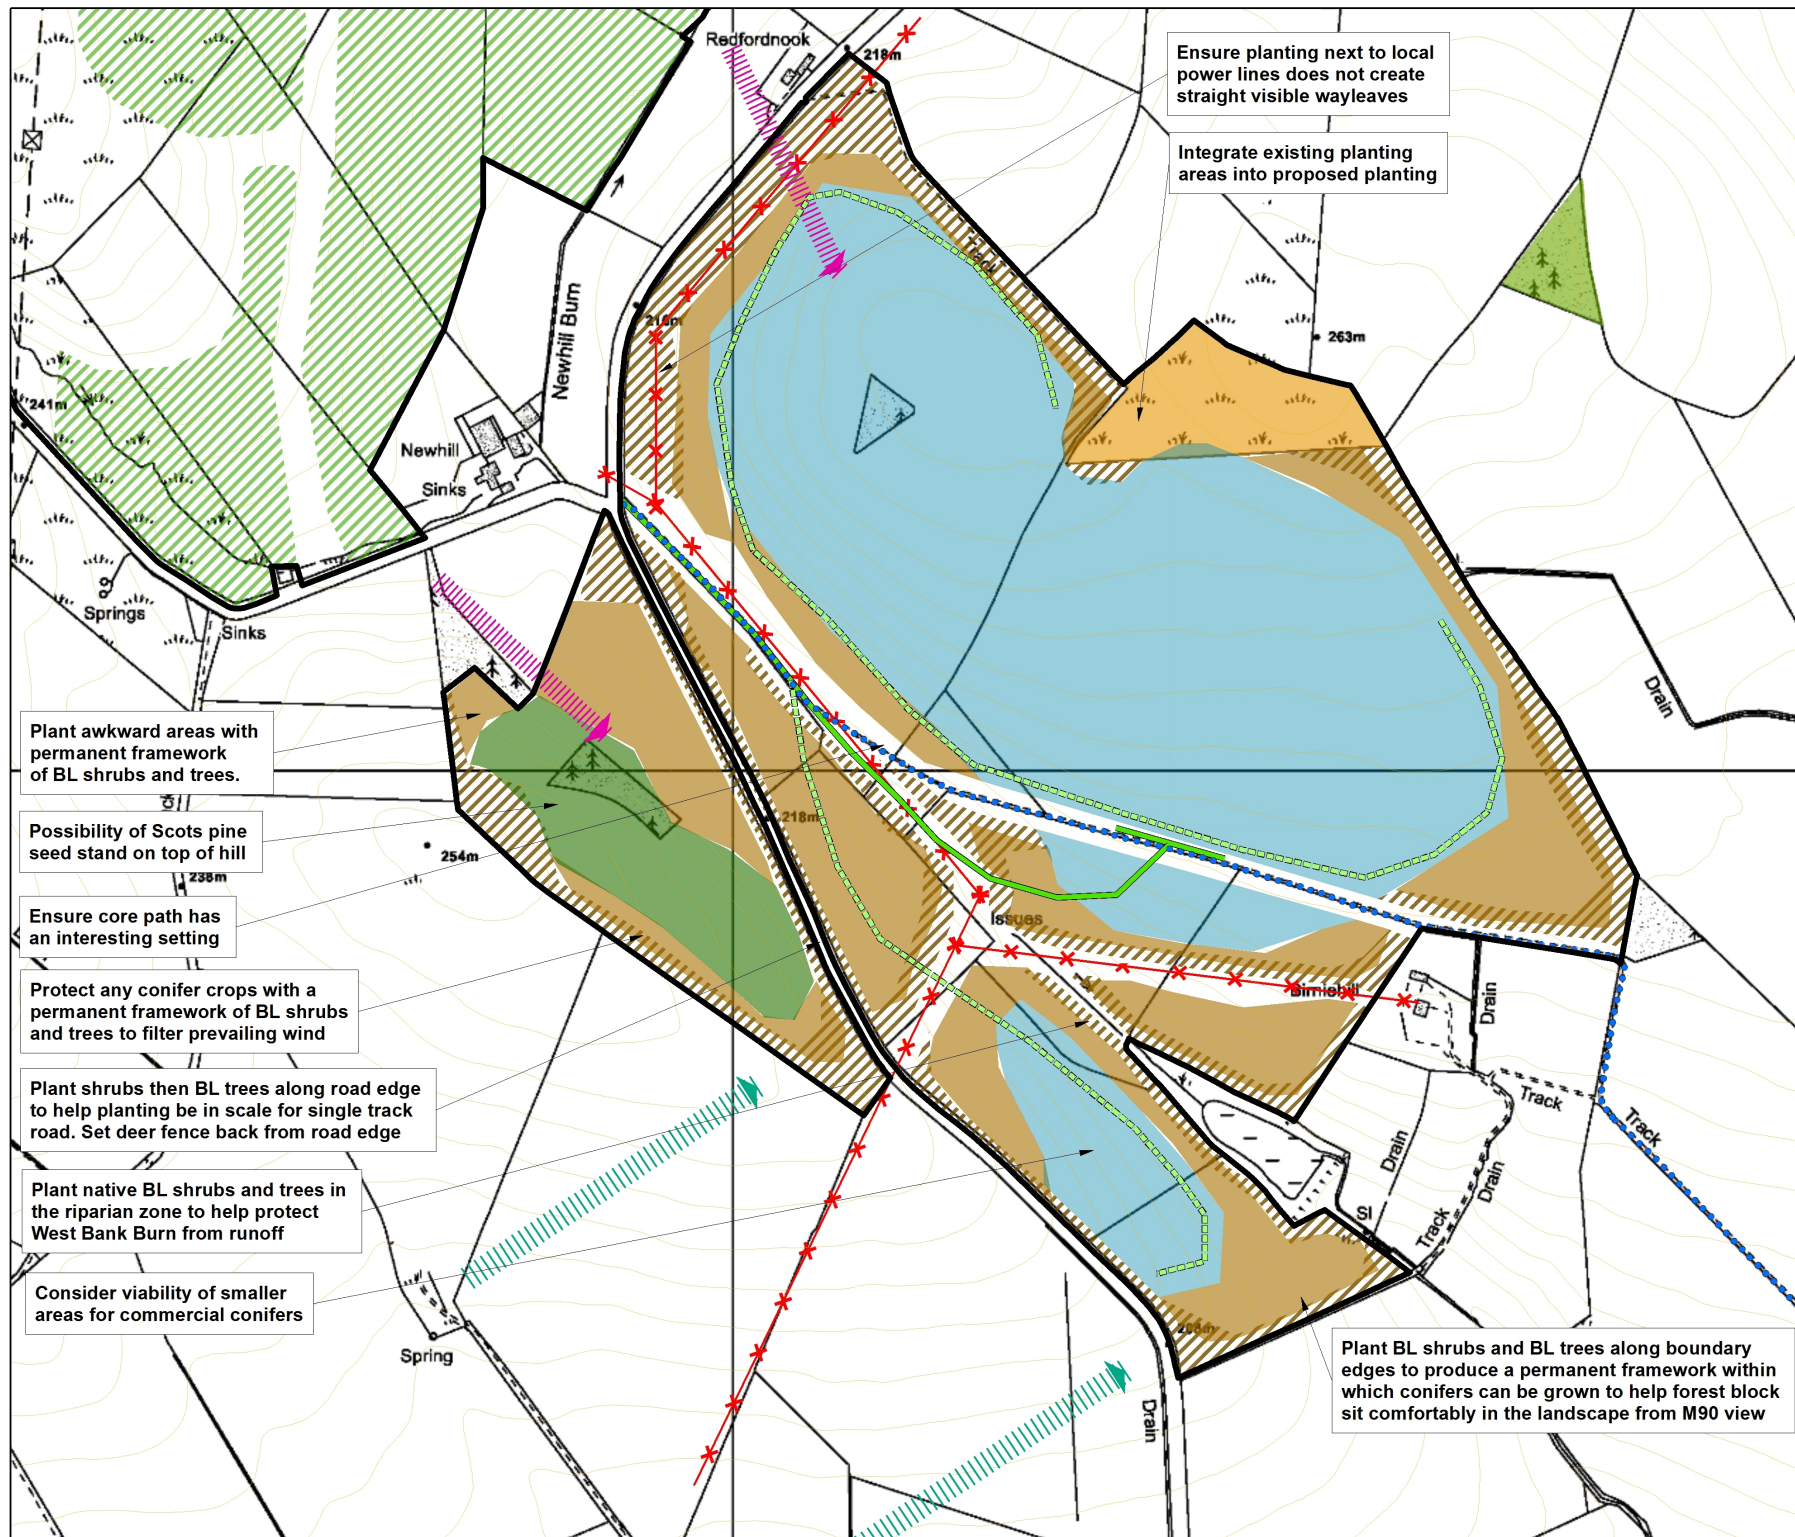 Redfordnook
218m
Ensure planting next to local
power lines does not create
straight visible wayleaves
Integrate existing planting
areas into proposed planting
Track
Newhill Burn
216m
263m
241m
Newhill
Sinks
Springs
Sinks
Drain
Plant awkward areas with
permanent framework
of BL shrubs and trees.
Possibility of Scots pine
seed stand on top of hill
218m
254m
238m
Ensure core path has
an interesting setting
Issues
Protect any conifer crops with a
permanent framework of BL shrubs
and trees to filter prevailing wind
Birniehill
Drain
Plant shrubs then BL trees along road edge
to help planting be in scale for single track
road. Set deer fence back from road edge
Track
Track
Drain
Drain
Plant native BL shrubs and trees in
the riparian zone to help protect
West Bank Burn from runoff
SI
Track
Consider viability of smaller
areas for commercial conifers
Spring
208m
Drain
Plant BL shrubs and BL trees along boundary
edges to produce a permanent framework within
which conifers can be grown to help forest block
sit comfortably in the landscape from M90 view